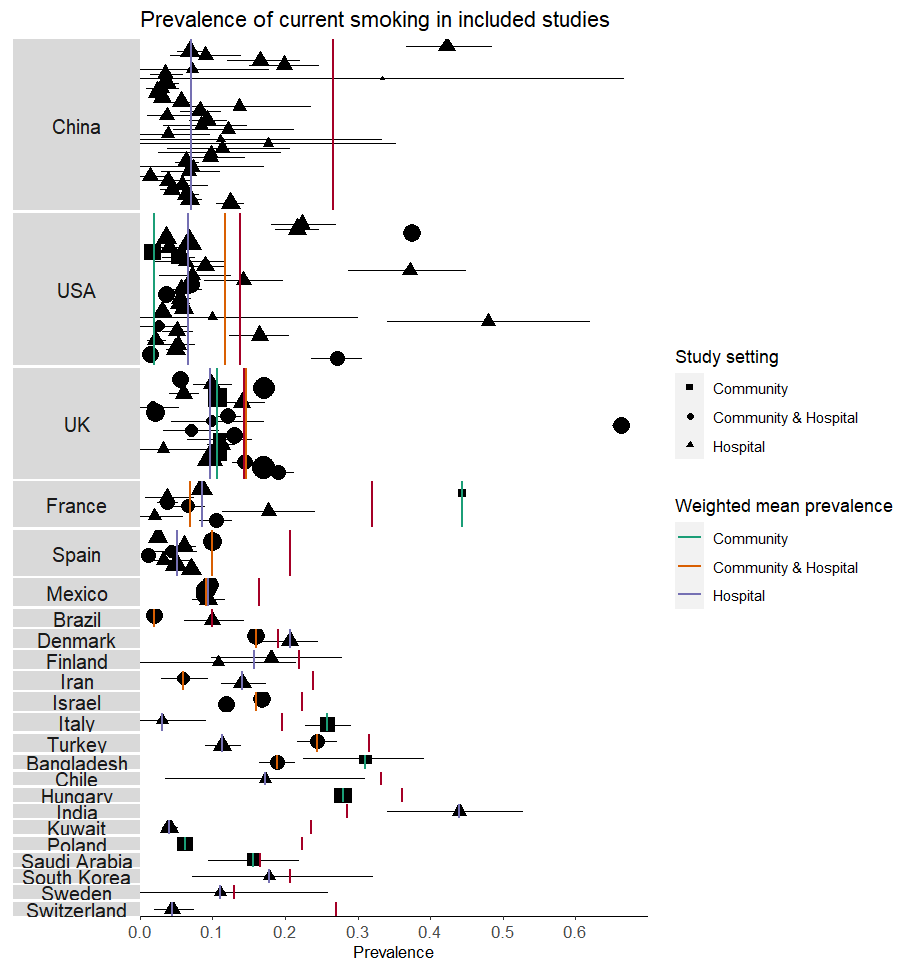 Prevalence of current smoking in included studies
China
USA
UK
France
Spain
Mexico
Brazil
Denmark
Finland
Iran
Israel
Italy
Turkey
Bangladesh
Chile
Hungary
India
Kuwait
Poland
Saudi Arabia
South Korea
Sweden
Switzerland
0.0 0.1 0.2 0.3 0.4 0.5 0.6
Prevalence
Study setting
Community
Community & Hospital
Hospital
Weighted mean prevalence
Community
Community & Hospital
Hospital